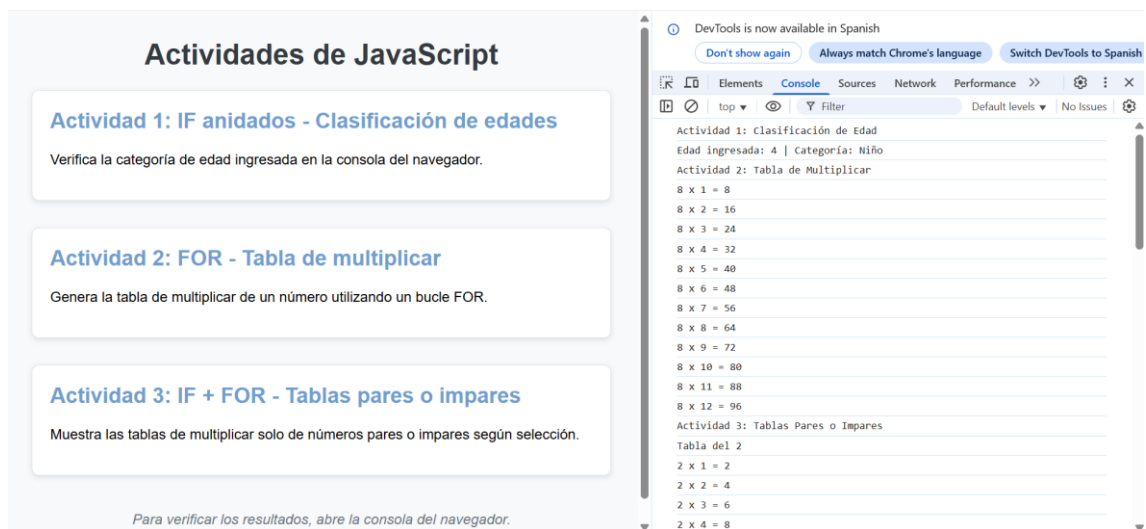 Actividades de JavaScript
Actividad 1: IF anidados - Clasificación de edades
Verifica la categoría de edad ingresada en la consola del navegador.
Actividad 2: FOR - Tabla de multiplicar
Genera la tabla de multiplicar de un número utilizando un bucle FOR.
Actividad 3: IF + FOR - Tablas pares o impares
Muestra las tablas de multiplicar solo de números pares o impares según selección.
Para verificar los resultados, abre la consola del navegador.
DevTools is now available in Spanish
Don't show again Always match Chrome's language Switch DevTools to Spanish
Elements Console Sources Network Performance
top Filter Default levels No Issues
Actividad 1: Clasificación de Edad
Edad ingresada: 4 | Categoría: Niño
Actividad 2: Tabla de Multiplicar
8 x 1 = 8
8 x 2 = 16
8 x 3 = 24
8 x 4 = 32
8 x 5 = 40
8 x 6 = 48
8 x 7 = 56
8 x 8 = 64
8 x 9 = 72
8 x 10 = 80
8 x 11 = 88
8 x 12 = 96
Actividad 3: Tablas Pares o Impares
Tabla del 2
2 x 1 = 2
2 x 2 = 4
2 x 3 = 6
2 x 4 = 8